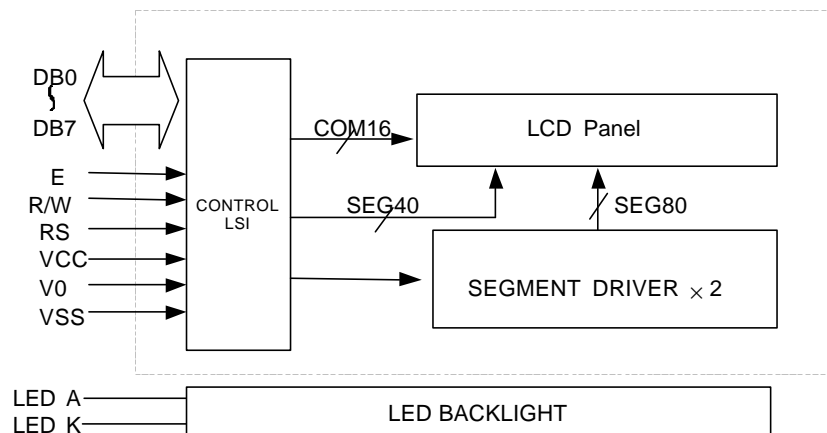 DB0
DB7
E
R/W
RS
VCC
V0
VSS
CONTROL
LSI
COM16
SEG40
LCD Panel
SEG80
SEGMENT DRIVER × 2
LED A
LED K
LED BACKLIGHT